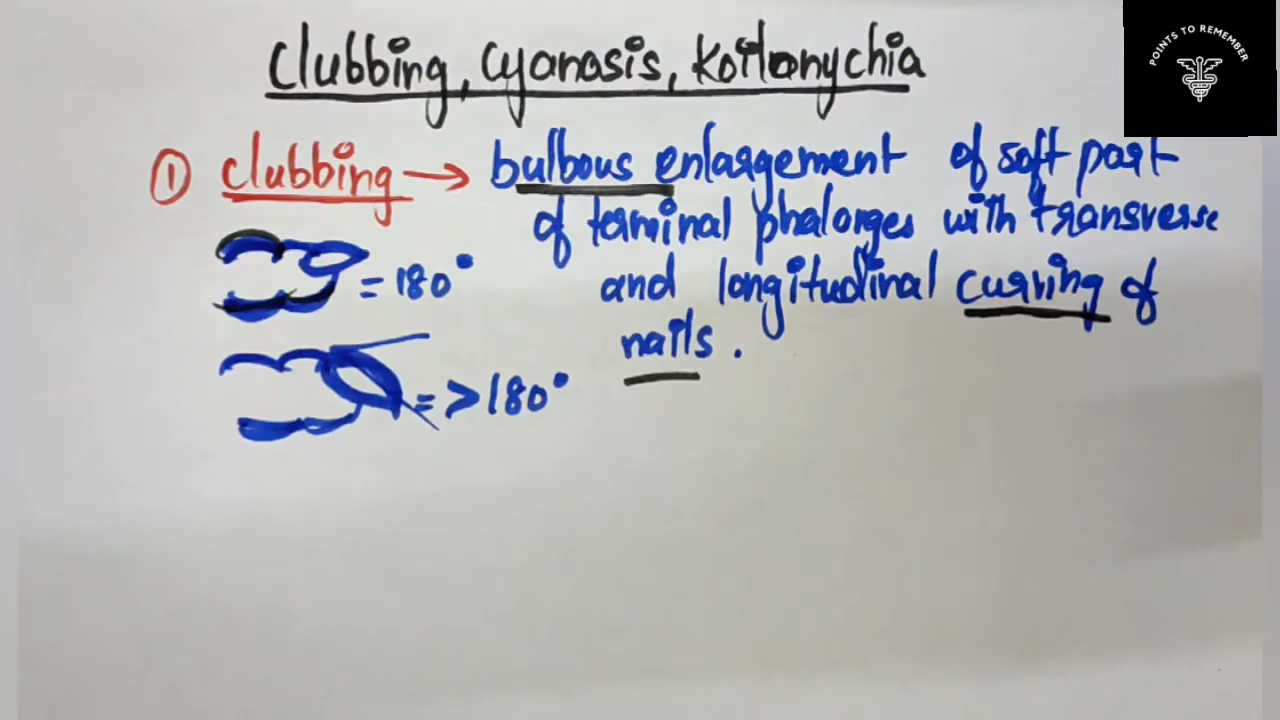 clubbing, cyanosis, Koilonychia
POINTS TO REMEMBER
① clubbing → bulbous enlargement of soft part
of terminal phalanges with transverse
= 180° and longitudinal curving of
nails.
= >180°